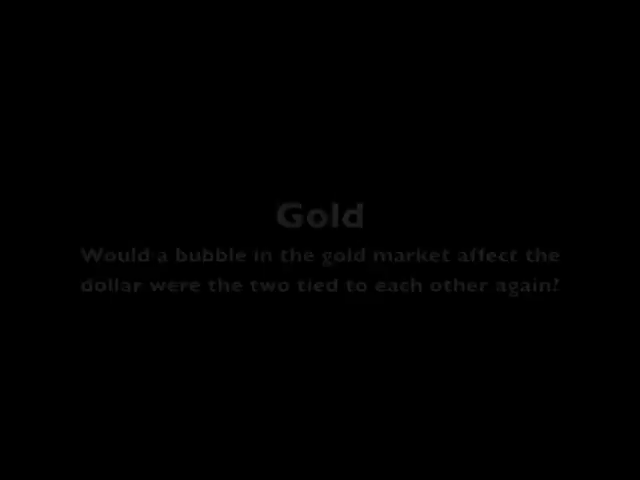 Gold
Would a bubble in the gold market affect the
dollar were the two tied to each other again?